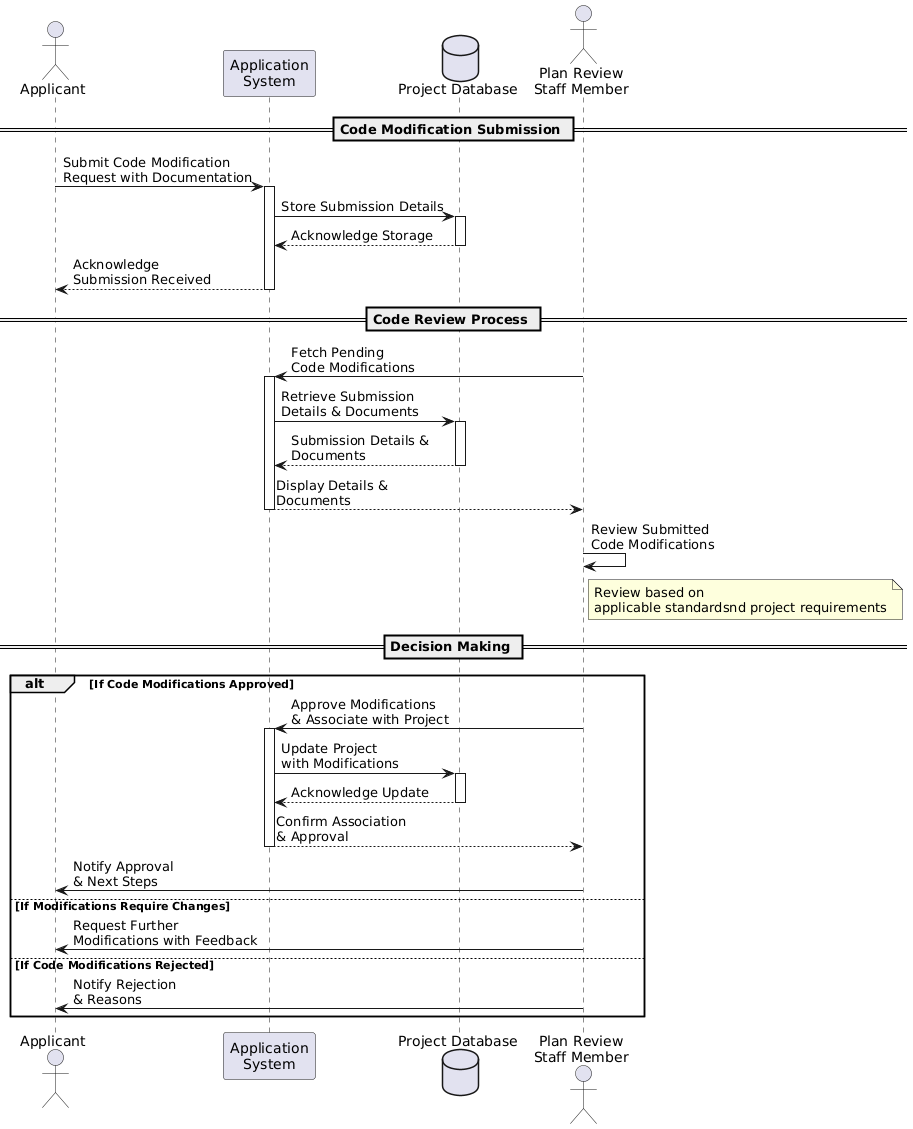 Applicant
Application
System
Project Database
Plan Review
Staff Member
Code Modification Submission
Submit Code Modification
Request with Documentation
Store Submission Details
Acknowledge Storage
Acknowledge
Submission Received
Code Review Process
Fetch Pending
Code Modifications
Retrieve Submission
Details & Documents
Submission Details &
Documents
Display Details &
Documents
Review Submitted
Code Modifications
Review based on
applicable standardsnd project requirements
Decision Making
alt [If Code Modifications Approved]
Approve Modifications
& Associate with Project
Update Project
with Modifications
Acknowledge Update
Confirm Association
& Approval
Notify Approval
& Next Steps
[If Modifications Require Changes]
Request Further
Modifications with Feedback
[If Code Modifications Rejected]
Notify Rejection
& Reasons
Applicant
Application
System
Project Database
Plan Review
Staff Member